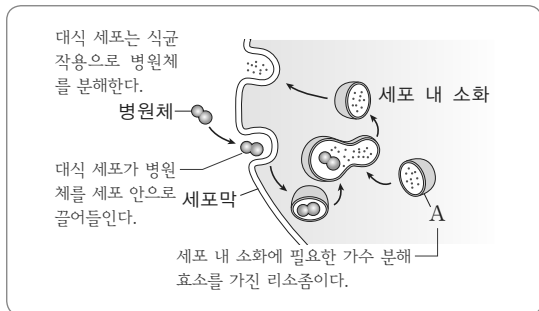 대식 세포는 식균
작용으로 병원체
를 분해한다.
병원체
세포 내 소화
대식 세포가 병원
체를 세포 안으로
끌어들인다.
세포막
A
세포 내 소화에 필요한 가수 분해
효소를 가진 리소좀이다.